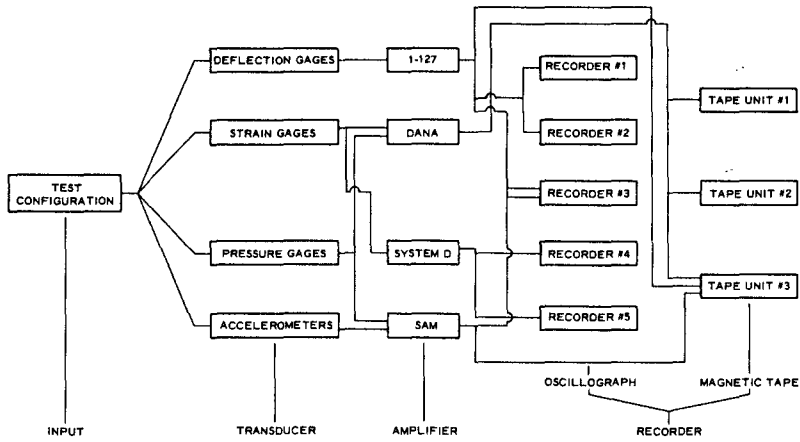 DEFLECTION GAGES
1-127
RECORDER #1
TAPE UNIT #1
STRAIN GAGES
DANA
RECORDER #2
TEST
CONFIGURATION
RECORDER #3
TAPE UNIT #2
PRESSURE GAGES
SYSTEM D
RECORDER #4
TAPE UNIT #3
ACCELEROMETERS
SAM
RECORDER #5
OSCILLOGRAPH
MAGNETIC TAPE
INPUT
TRANSDUCER
AMPLIFIER
RECORDER